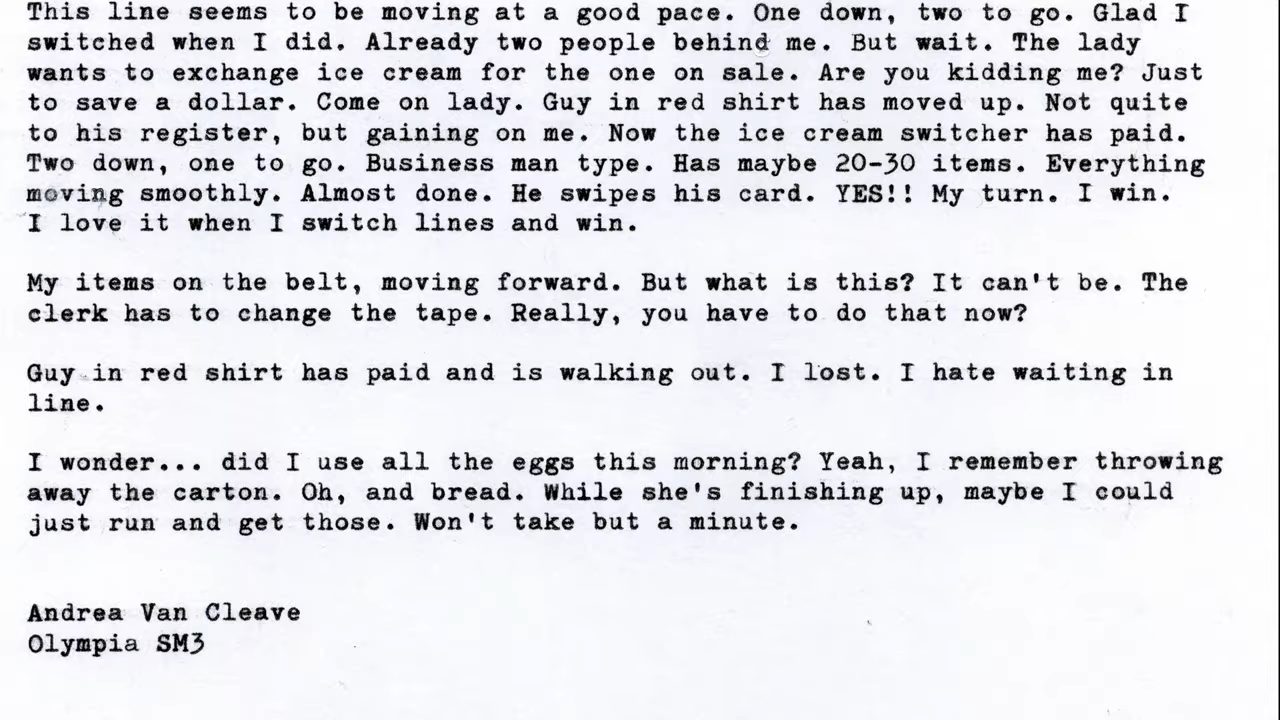 This line seems to be moving at a good pace. One down, two to go. Glad I
switched when I did. Already two people behind me. But wait. The lady
wants to exchange ice cream for the one on sale. Are you kidding me? Just
to save a dollar. Come on lady. Guy in red shirt has moved up. Not quite
to his register, but gaining on me. Now the ice cream switcher has paid.
Two down, one to go. Business man type. Has maybe 20-30 items. Everything
moving smoothly. Almost done. He swipes his card. YES!! My turn. I win.
I love it when I switch lines and win.
My items on the belt, moving forward. But what is this? It can't be. The
clerk has to change the tape. Really, you have to do that now?
Guy in red shirt has paid and is walking out. I lost. I hate waiting in
line.
I wonder... did I use all the eggs this morning? Yeah, I remember throwing
away the carton. Oh, and bread. While she's finishing up, maybe I could
just run and get those. Won't take but a minute.
Andrea Van Cleave
Olympia SM3